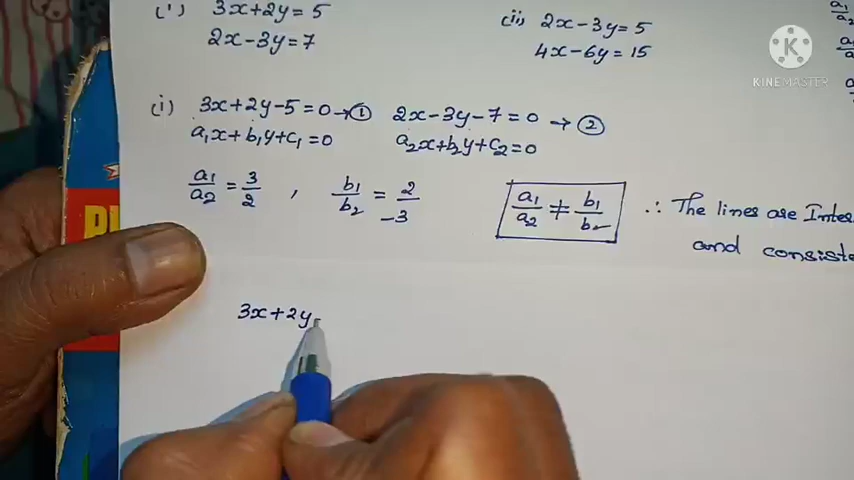 (i) 3x+2y=5
2x-3y=7
(ii) 2x-3y=5
4x-6y=15
a₁
a₂
KINEMASTER
(i) 3x+2y-5=0→① 2x-3y-7=0→②
a₁x+b₁y+c₁=0 a₂x+b₂y+c₂=0
a₁/a₂ = 3/2 , b₁/b₂ = 2/-3
a₁/a₂ ≠ b₁/b₂
∴ The lines are
and
3x+2y